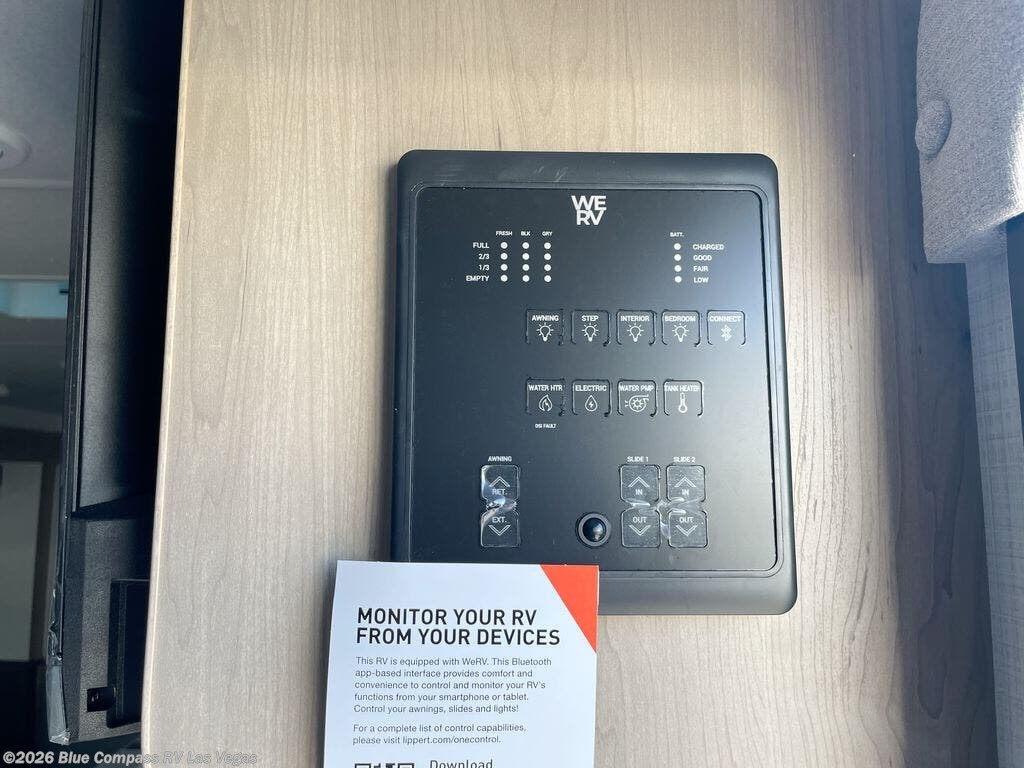 WE
RV
FRESH BLK GRY
FULL
2/3
1/3
EMPTY
BATT.
CHARGED
GOOD
FAIR
LOW
AWNING STEP INTERIOR BEDROOM CONNECT
WATER HTR ELECTRIC WATER PMP TANK HEATER
DSI FAULT
AWNING
RET.
EXT.
SLIDE 1 SLIDE 2
IN IN
OUT OUT
MONITOR YOUR RV
FROM YOUR DEVICES
This RV is equipped with WeRV. This Bluetooth
app-based interface provides comfort and
convenience to control and monitor your RV's
functions from your smartphone or tablet.
Control your awnings, slides and lights!
For a complete list of control capabilities,
please visit lippert.com/onecontrol.
Download
©2026 Blue Compass RV Las Vegas